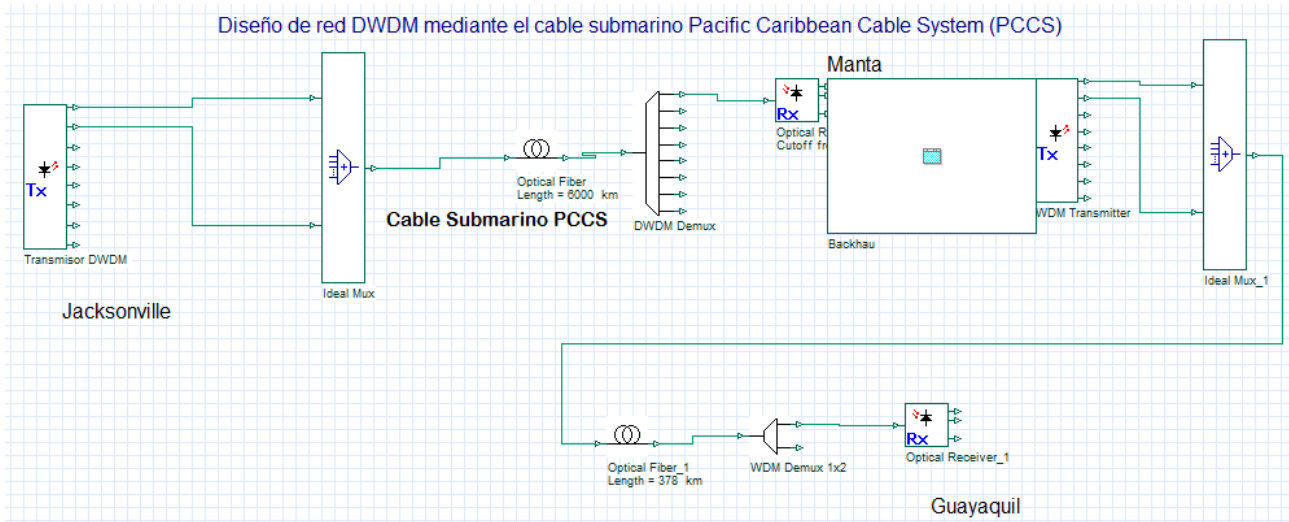 Diseño de red DWDM mediante el cable submarino Pacific Caribbean Cable System (PCCS)
Manta
Tx
Transmisor DWDM
Jacksonville
Ideal Mux
Optical Fiber
Length = 6000 km
Cable Submarino PCCS
DWDM Demux
Rx
Optical R
Cutoff fr
Backhau
Tx
WDM Transmitter
Ideal Mux_1
Optical Fiber_1
Length = 378 km
WDM Demux 1x2
Rx
Optical Receiver_1
Guayaquil